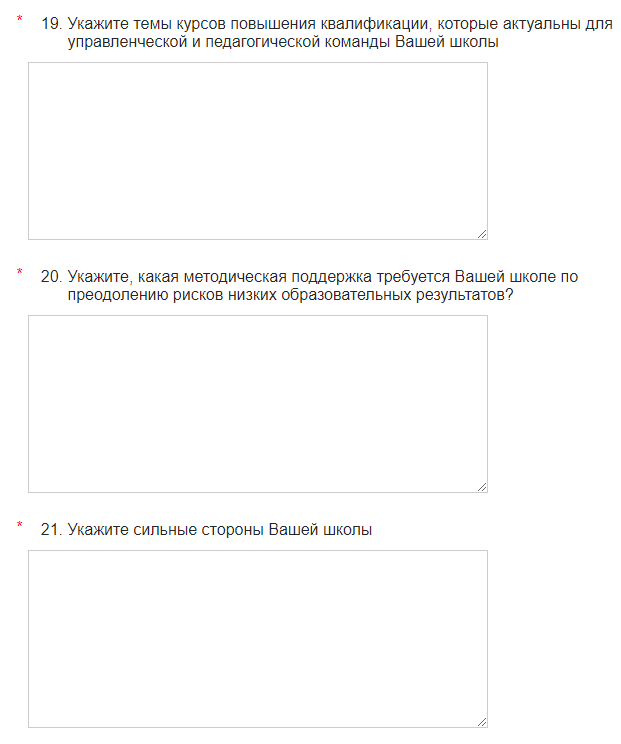 * 19. Укажите темы курсов повышения квалификации, которые актуальны для
управленческой и педагогической команды Вашей школы
* 20. Укажите, какая методическая поддержка требуется Вашей школе по
преодолению рисков низких образовательных результатов?
* 21. Укажите сильные стороны Вашей школы